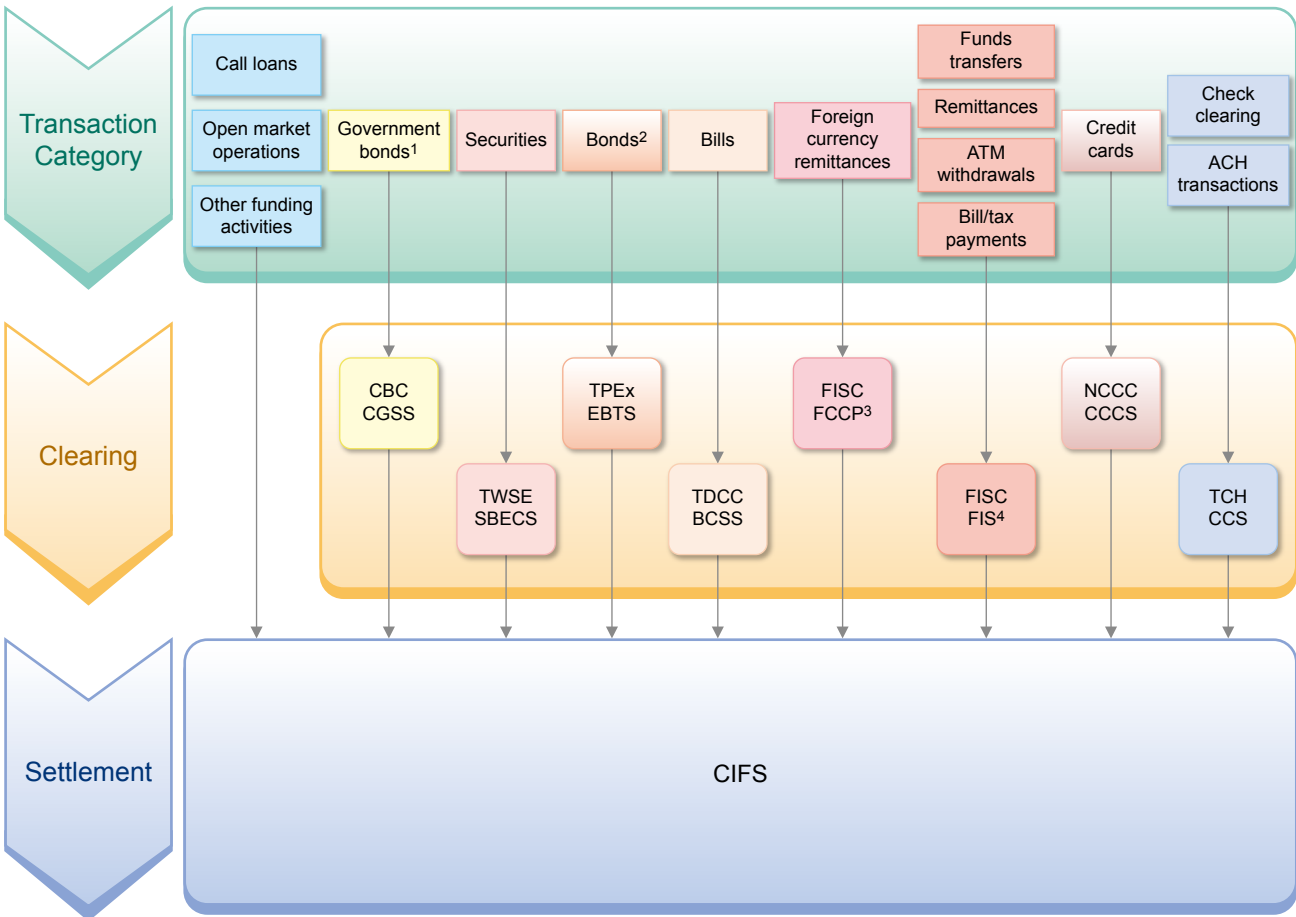 Transaction
Category
Call loans
Open market
operations
Other funding
activities
Government
bonds1
Securities
Bonds2
Bills
Foreign
currency
remittances
Funds
transfers
Remittances
ATM
withdrawals
Bill/tax
payments
Credit
cards
Check
clearing
ACH
transactions
Clearing
CBC
CGSS
TWSE
SBECS
TPEx
EBTS
TDCC
BCSS
FISC
FCCP3
FISC
FIS4
NCCC
CCCS
TCH
CCS
Settlement
CIFS